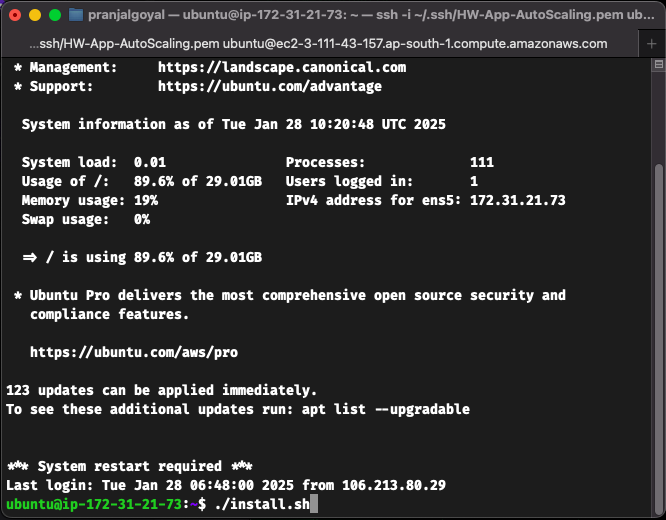 pranjalgoyal — ubuntu@ip-172-31-21-73: ~ — ssh -i ~/.ssh/HW-App-AutoScaling.pem ub…
…ssh/HW-App-AutoScaling.pem ubuntu@ec2-3-111-43-157.ap-south-1.compute.amazonaws.com
+
* Management:     https://landscape.canonical.com
* Support:        https://ubuntu.com/advantage
System information as of Tue Jan 28 10:20:48 UTC 2025
System load:  0.01               Processes:             111
Usage of /:   89.6% of 29.01GB   Users logged in:       1
Memory usage: 19%                IPv4 address for ens5: 172.31.21.73
Swap usage:   0%
=> / is using 89.6% of 29.01GB
* Ubuntu Pro delivers the most comprehensive open source security and
compliance features.
https://ubuntu.com/aws/pro
123 updates can be applied immediately.
To see these additional updates run: apt list --upgradable
*** System restart required ***
Last login: Tue Jan 28 06:48:00 2025 from 106.213.80.29
ubuntu@ip-172-31-21-73:~$ ./install.sh